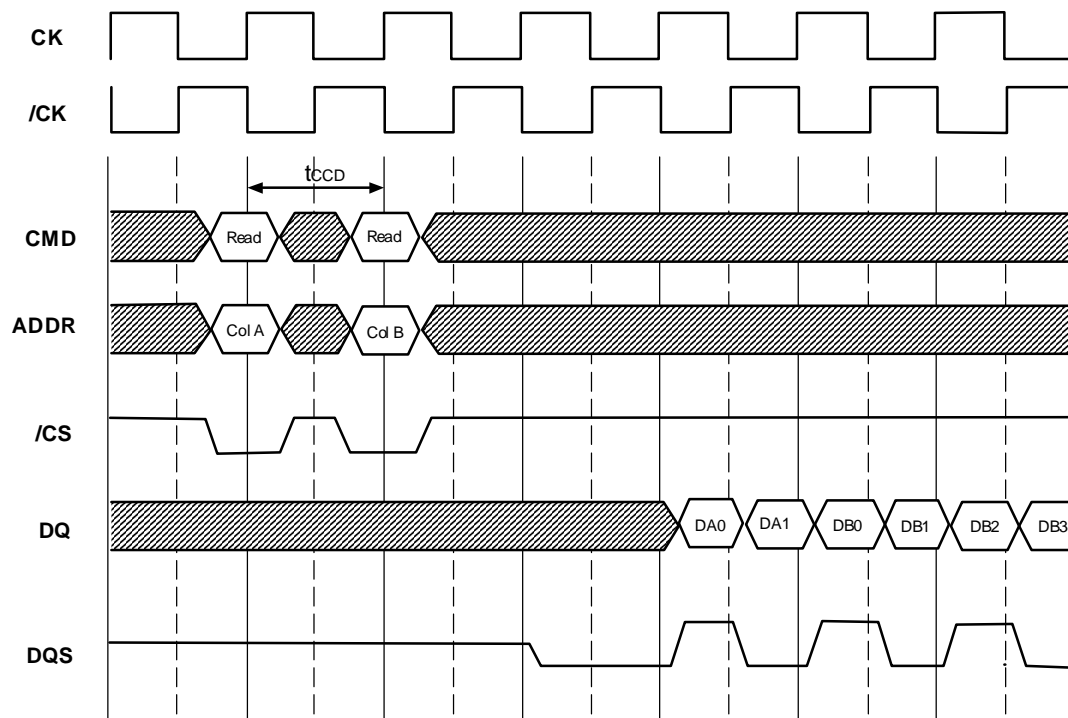 CK
/CK
tCCD
CMD Read Read
ADDR Col A Col B
/CS
DQ DA0 DA1 DB0 DB1 DB2 DB3
DQS